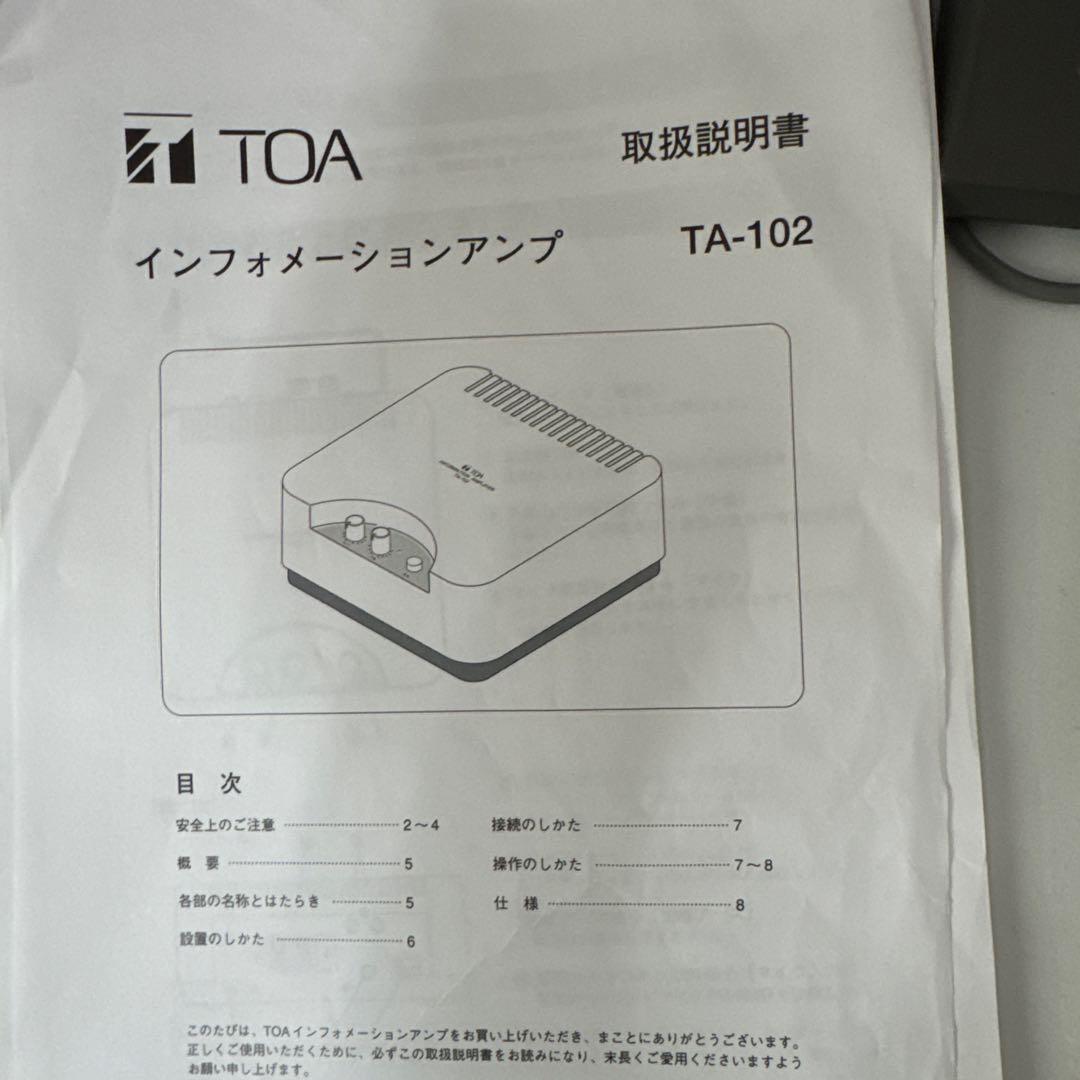 TOA
取扱説明書
インフォメーションアンプ TA-102
TOA
INFORMATION AMPLIFIER
TA-102
目 次
安全上のご注意 2~4
概 要 5
各部の名称とはたらき 5
設置のしかた 6
接続のしかた 7
操作のしかた 7~8
仕 様 8
このたびは、TOAインフォメーションアンプをお買い上げいただき、まことにありがとうございます。
正しくご使用いただくために、必ずこの取扱説明書をお読みになり、末長くご愛用くださいますよう
お願い申し上げます。